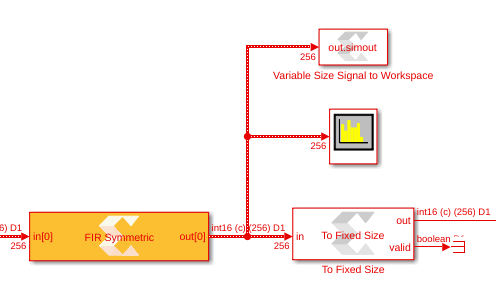 out.simout
256
Variable Size Signal to Workspace
256
6) D1
in[0]
256
FIR Symmetric
out[0]
int16 (c) (256) D1
256
in
To Fixed Size
out
valid
int16 (c) (256) D1
boolean
To Fixed Size